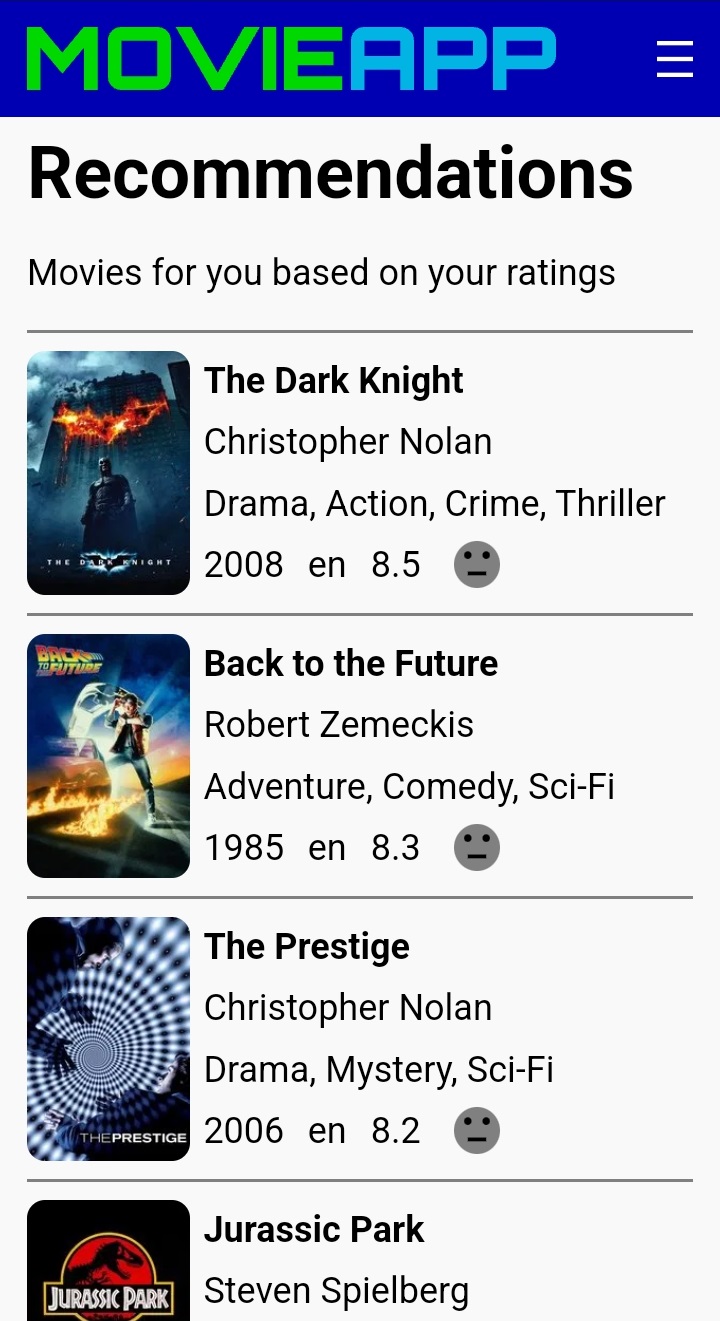 MOVIEAPP
Recommendations
Movies for you based on your ratings
THE DARK KNIGHT
The Dark Knight
Christopher Nolan
Drama, Action, Crime, Thriller
2008 en 8.5
BACK
TO THE
FUTURE
Back to the Future
Robert Zemeckis
Adventure, Comedy, Sci-Fi
1985 en 8.3
THEPRESTIGE
The Prestige
Christopher Nolan
Drama, Mystery, Sci-Fi
2006 en 8.2
JURASSIC PARK
Jurassic Park
Steven Spielberg